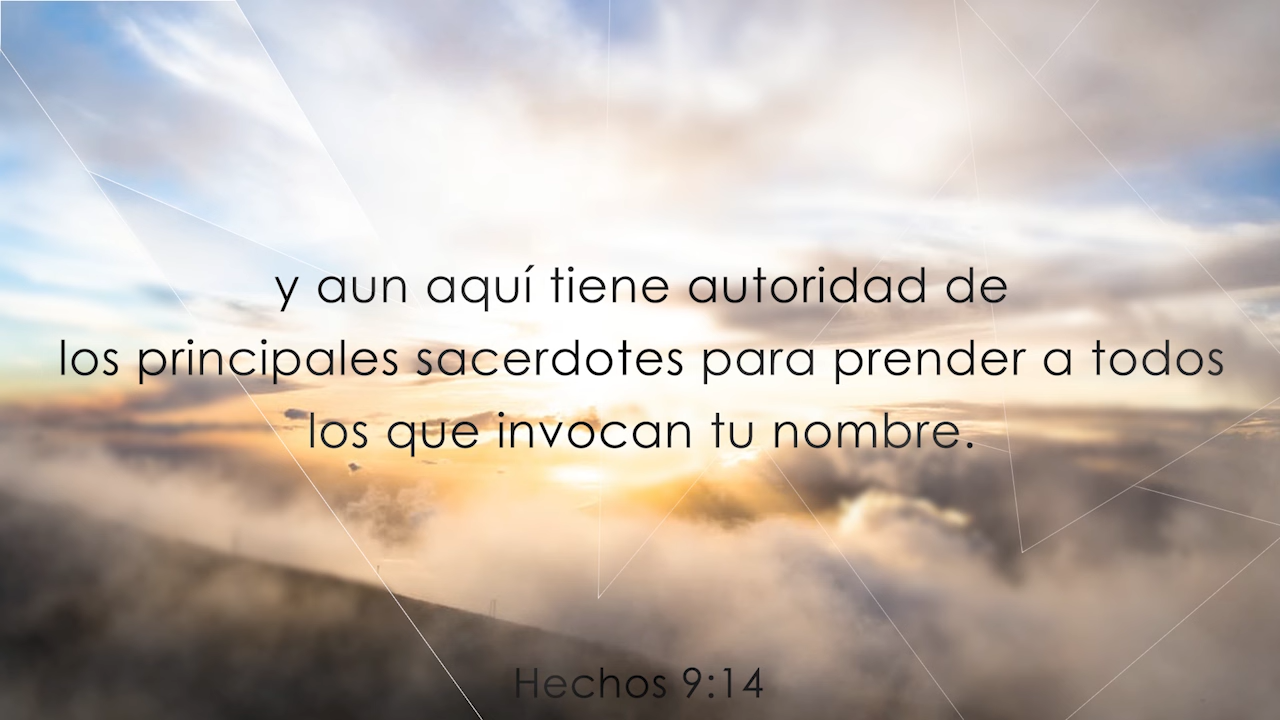 y aun aquí tiene autoridad de
los principales sacerdotes para prender a todos
los que invocan tu nombre.
Hechos 9:14